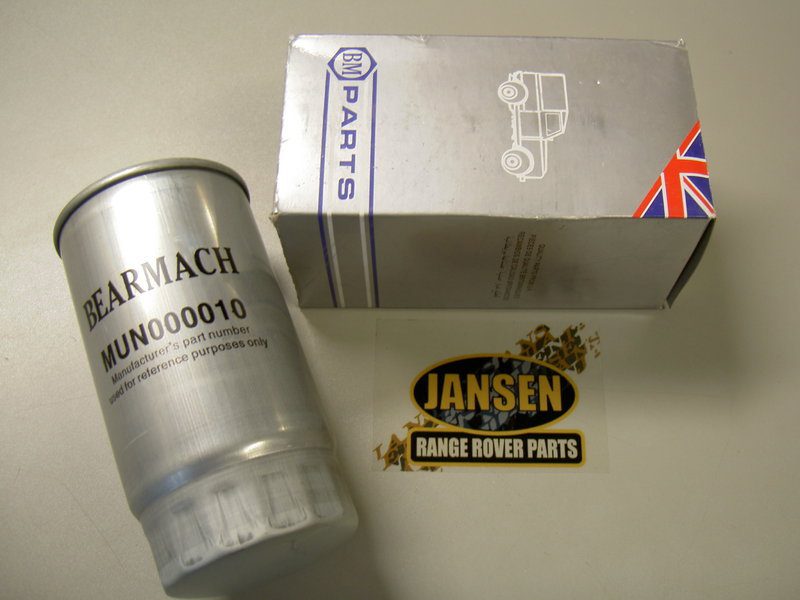 BM
PARTS
BEARMACH
MUN000010
Manufacturer's part number
used for reference purposes only
JANSEN
RANGE ROVER PARTS